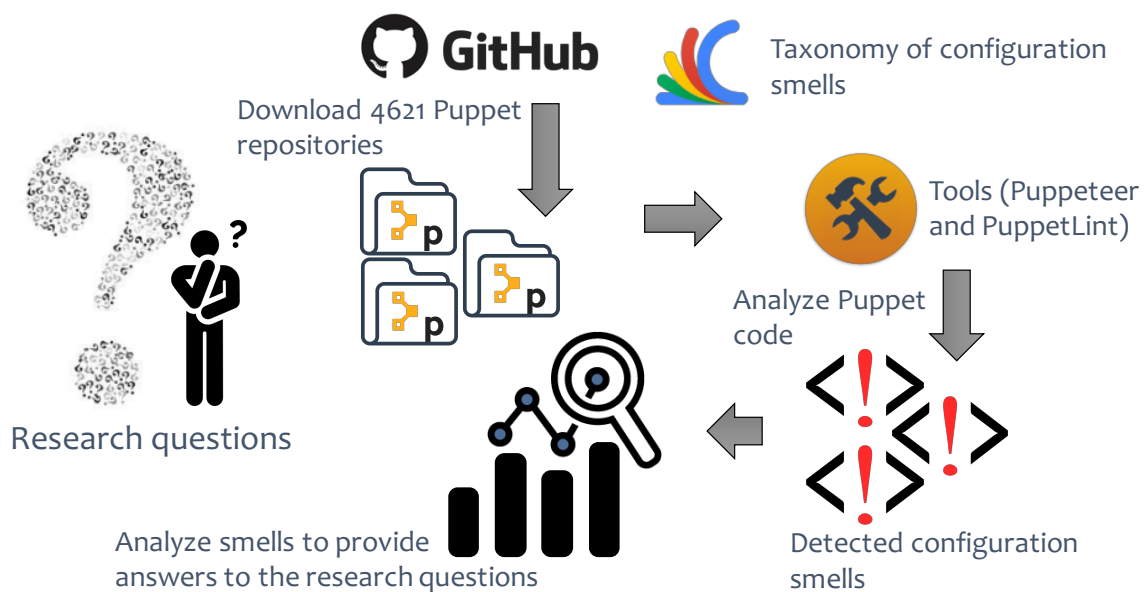 GitHub
Taxonomy of configuration
smells
Download 4621 Puppet
repositories
?
p
p
p
Tools (Puppeteer
and PuppetLint)
Analyze Puppet
code
Research questions
Analyze smells to provide
answers to the research questions
Detected configuration
smells